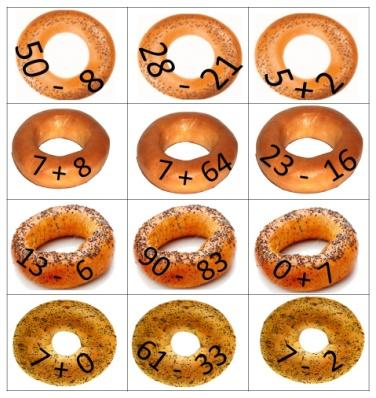 50 - 8
28 - 21
5 + 2
7 + 8
7 + 64
23 - 16
13 - 6
90 - 83
0 + 7
7 + 0
61 - 33
7 - 2